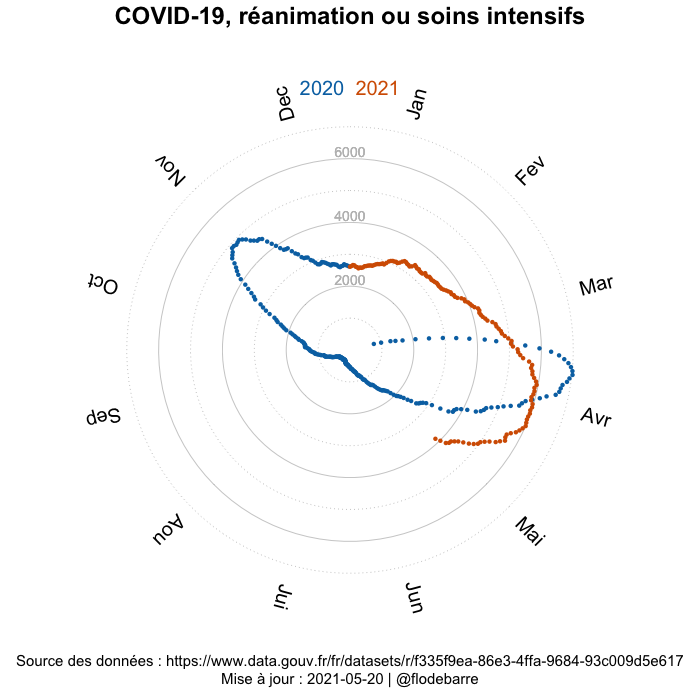 COVID-19, réanimation ou soins intensifs
2020 2021
Dec
Jan
Nov
Fev
6000
4000
2000
Oct
Mar
Sep
Avr
Aou
Mai
Jui
Jun
Source des données : https://www.data.gouv.fr/fr/datasets/r/f335f9ea-86e3-4ffa-9684-93c009d5e617
Mise à jour : 2021-05-20 | @flodebarre